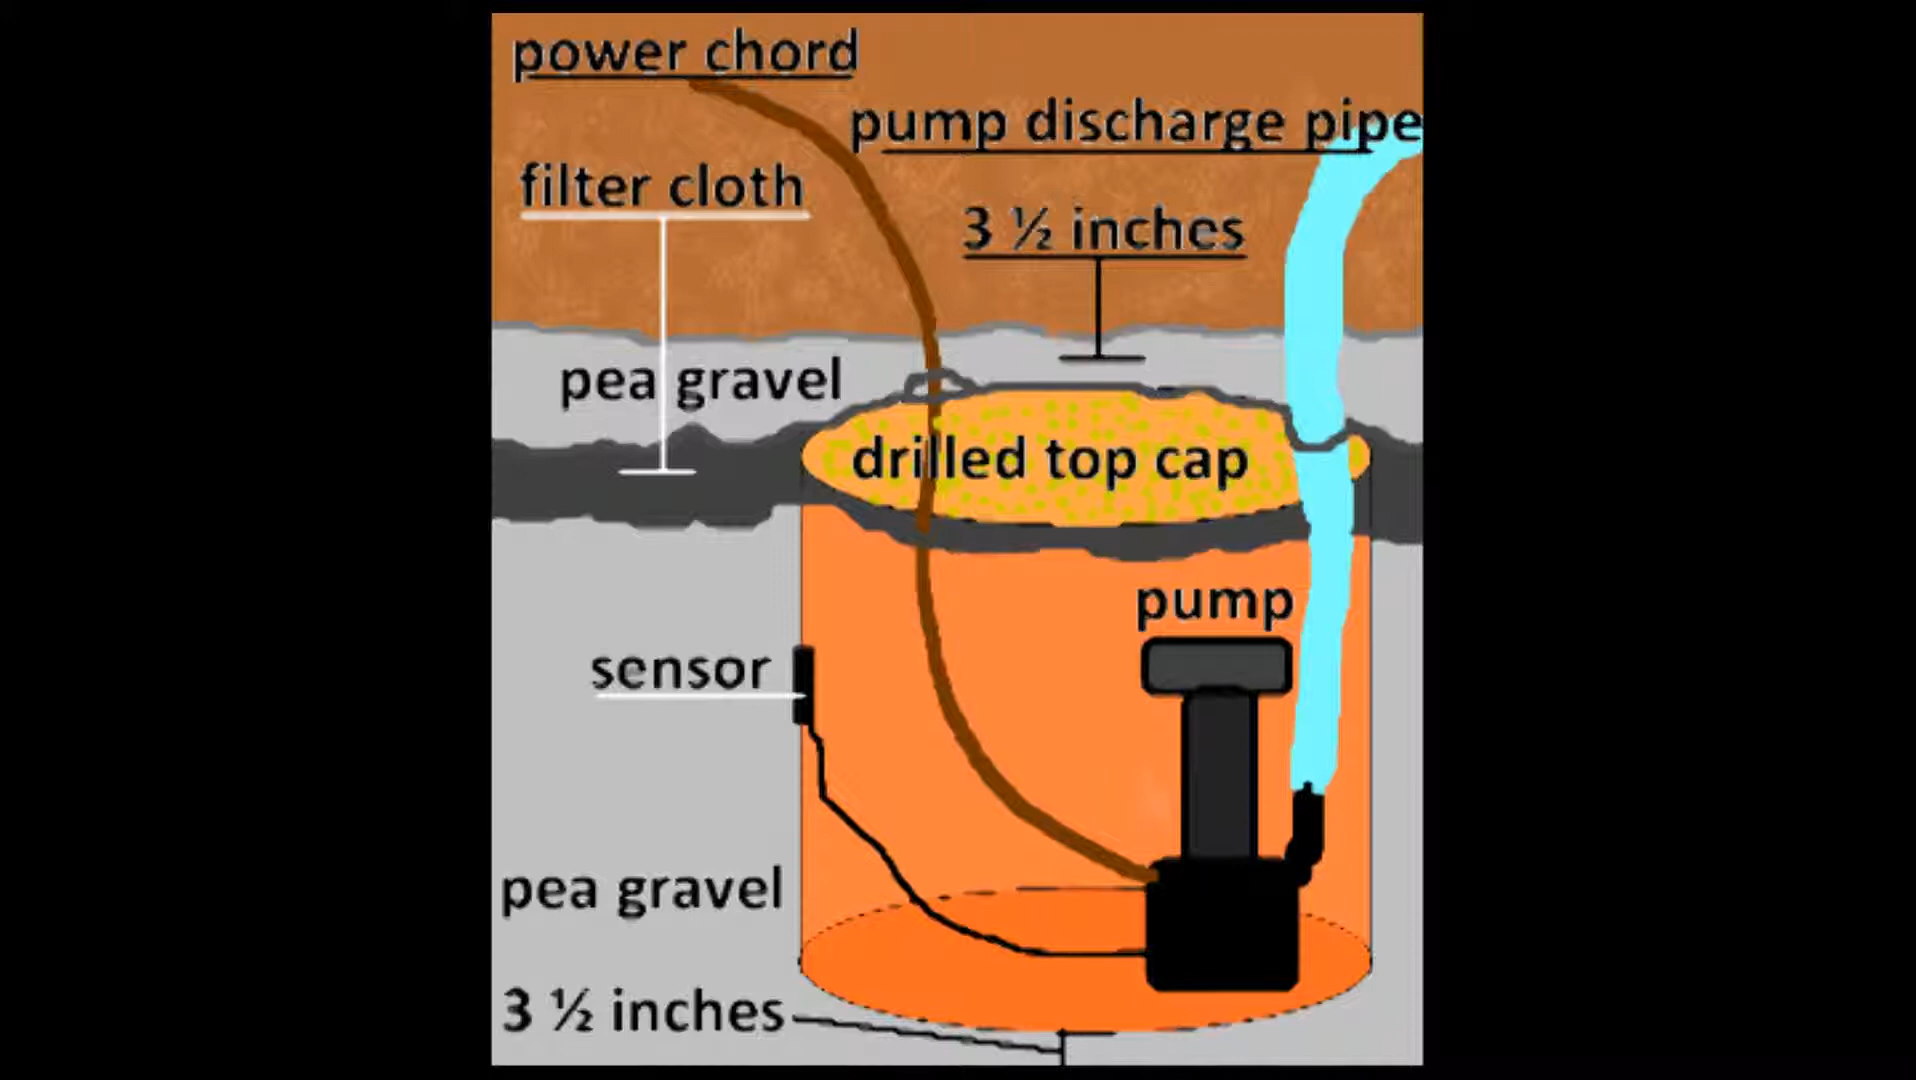 power chord
pump discharge pipe
filter cloth
3 ½ inches
pea gravel
drilled top cap
pump
sensor
pea gravel
3 ½ inches